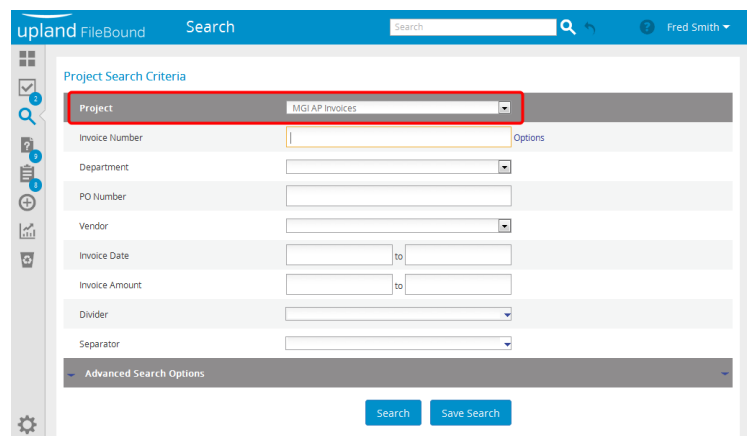 upland FileBound Search Search ? Fred Smith
Project Search Criteria
Project MGI AP Invoices
2
Invoice Number Options
?
9
Department
8
PO Number
Vendor
Invoice Date to
Invoice Amount to
Divider
Separator
Advanced Search Options
Search Save Search